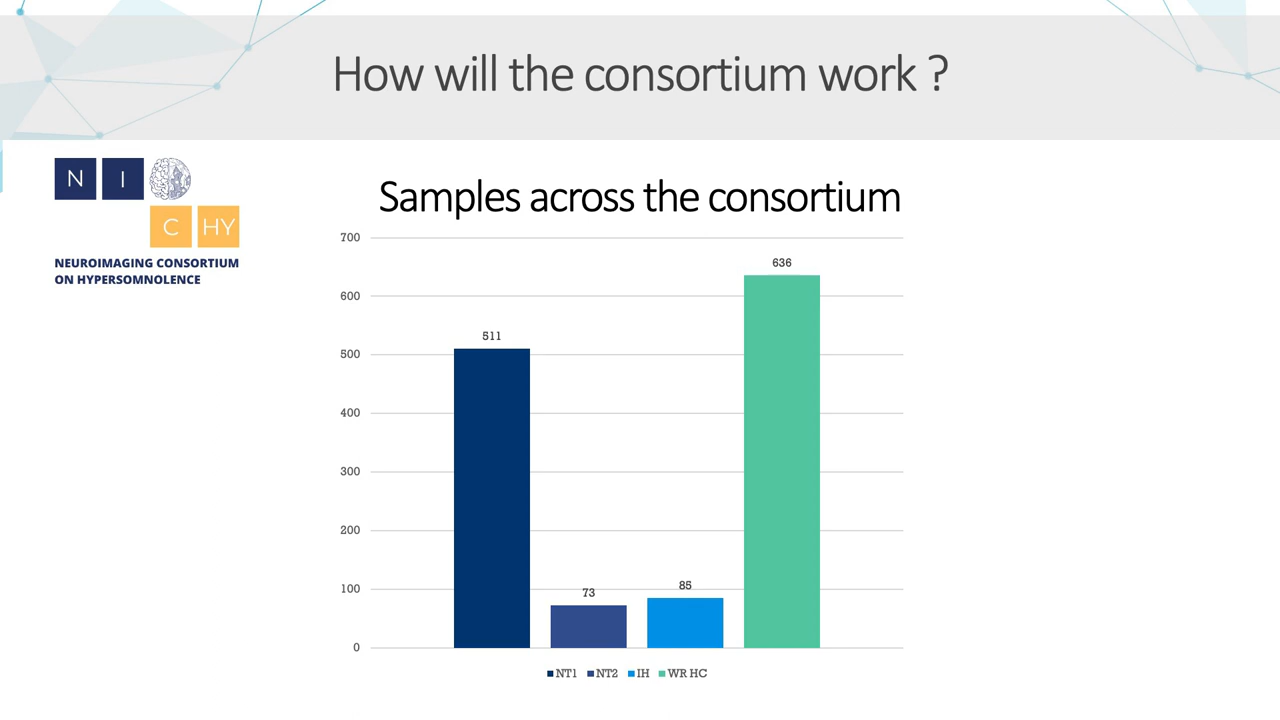 How will the consortium work ?
N I
C HY
NEUROIMAGING CONSORTIUM
ON HYPERSOMNOLENCE
Samples across the consortium
700
600
500
400
300
200
100
0
511
73
85
636
NT1 NT2 IH WR HC